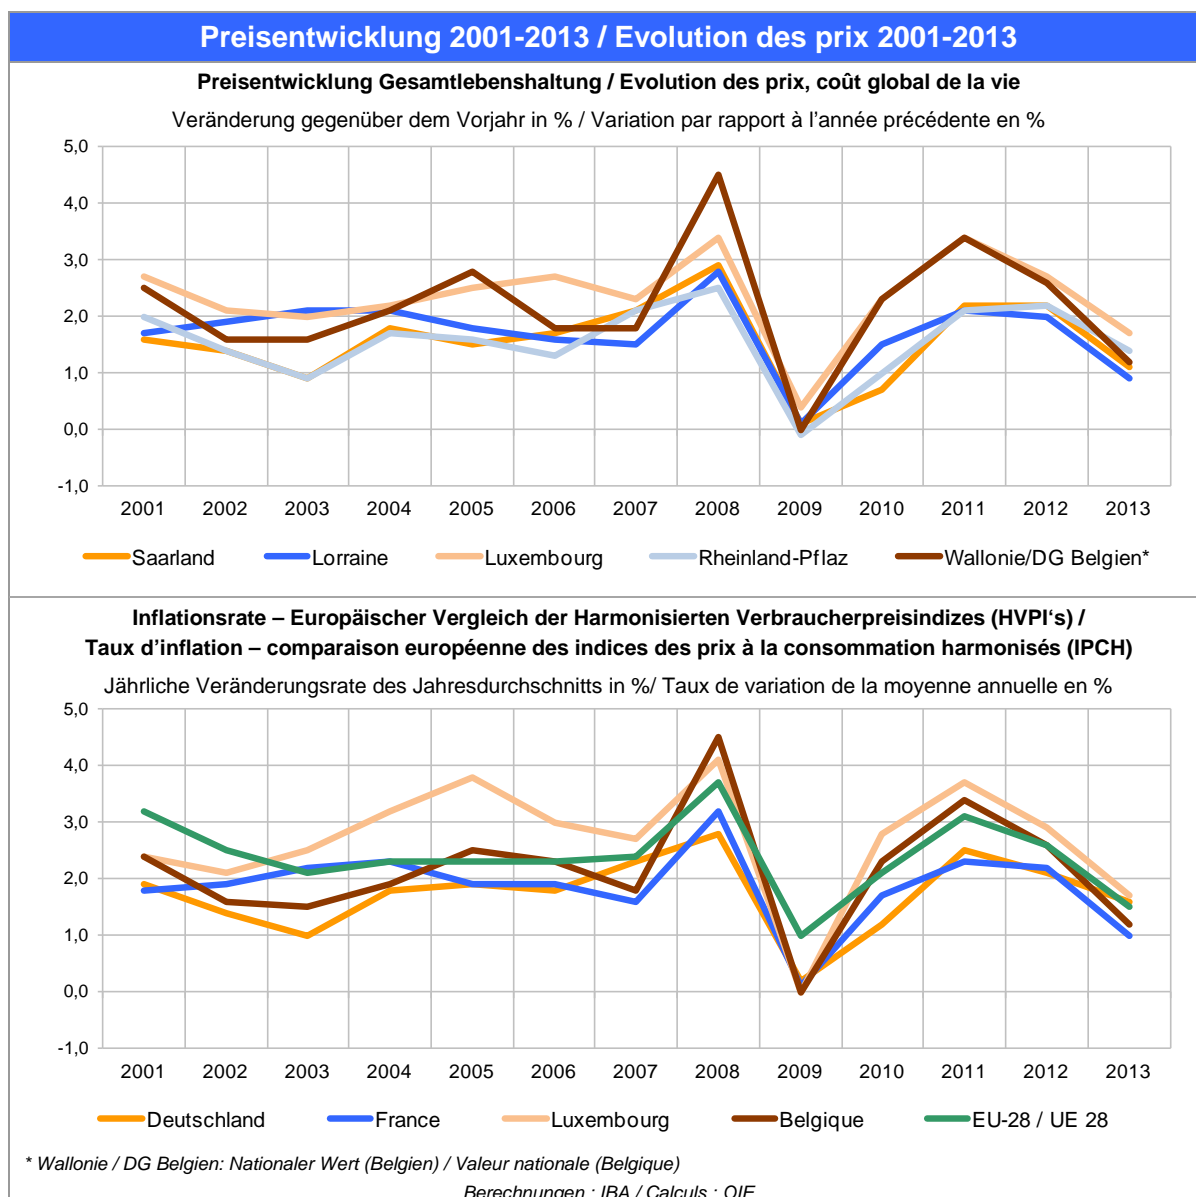 Preisentwicklung 2001-2013 / Evolution des prix 2001-2013
Preisentwicklung Gesamtlebenshaltung / Evolution des prix, coût global de la vie
Veränderung gegenüber dem Vorjahr in % / Variation par rapport à l’année précédente en %
5,0
4,0
3,0
2,0
1,0
0,0
-1,0
2001 2002 2003 2004 2005 2006 2007 2008 2009 2010 2011 2012 2013
Saarland Lorraine Luxembourg Rheinland-Pflaz Wallonie/DG Belgien*
Inflationsrate – Europäischer Vergleich der Harmonisierten Verbraucherpreisindizes (HVPI‘s) /
Taux d’inflation – comparaison européenne des indices des prix à la consommation harmonisés (IPCH)
Jährliche Veränderungsrate des Jahresdurchschnitts in %/ Taux de variation de la moyenne annuelle en %
5,0
4,0
3,0
2,0
1,0
0,0
-1,0
2001 2002 2003 2004 2005 2006 2007 2008 2009 2010 2011 2012 2013
Deutschland France Luxembourg Belgique EU-28 / UE 28
* Wallonie / DG Belgien: Nationaler Wert (Belgien) / Valeur nationale (Belgique)
Berechnungen : IBA / Calculs : OIE